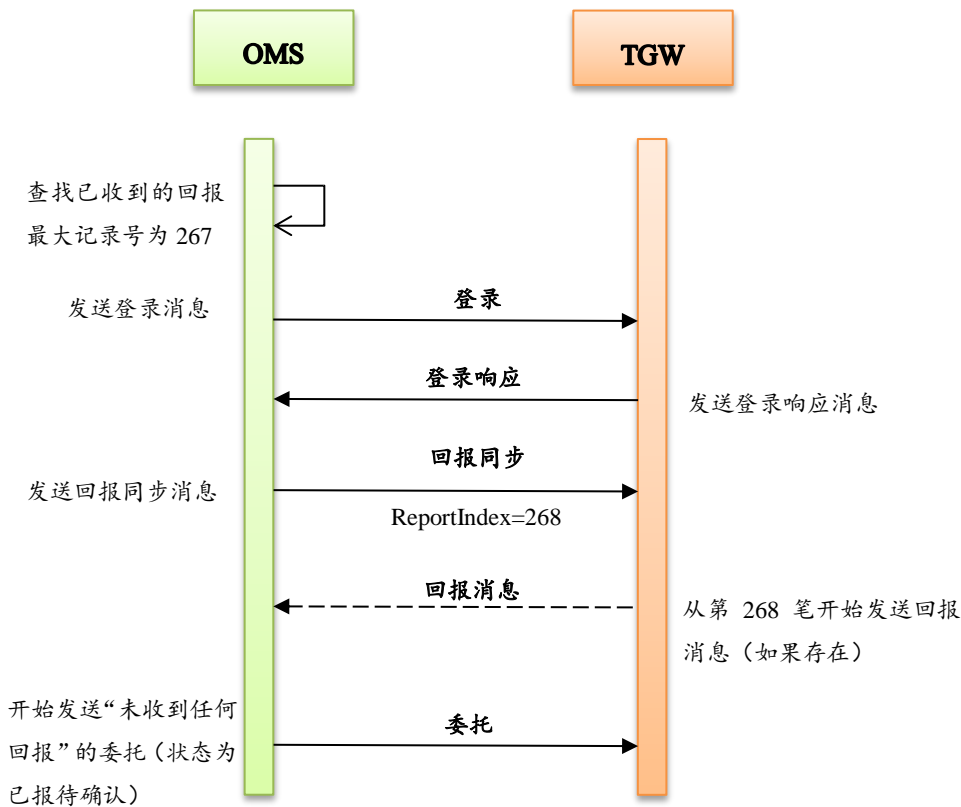 OMS
TGW
查找已收到的回报
最大记录号为 267
发送登录消息
登录
登录响应
发送登录响应消息
回报同步
发送回报同步消息
ReportIndex=268
回报消息
从第 268 笔开始发送回报
消息（如果存在）
开始发送“未收到任何
回报”的委托（状态为
已报待确认）
委托